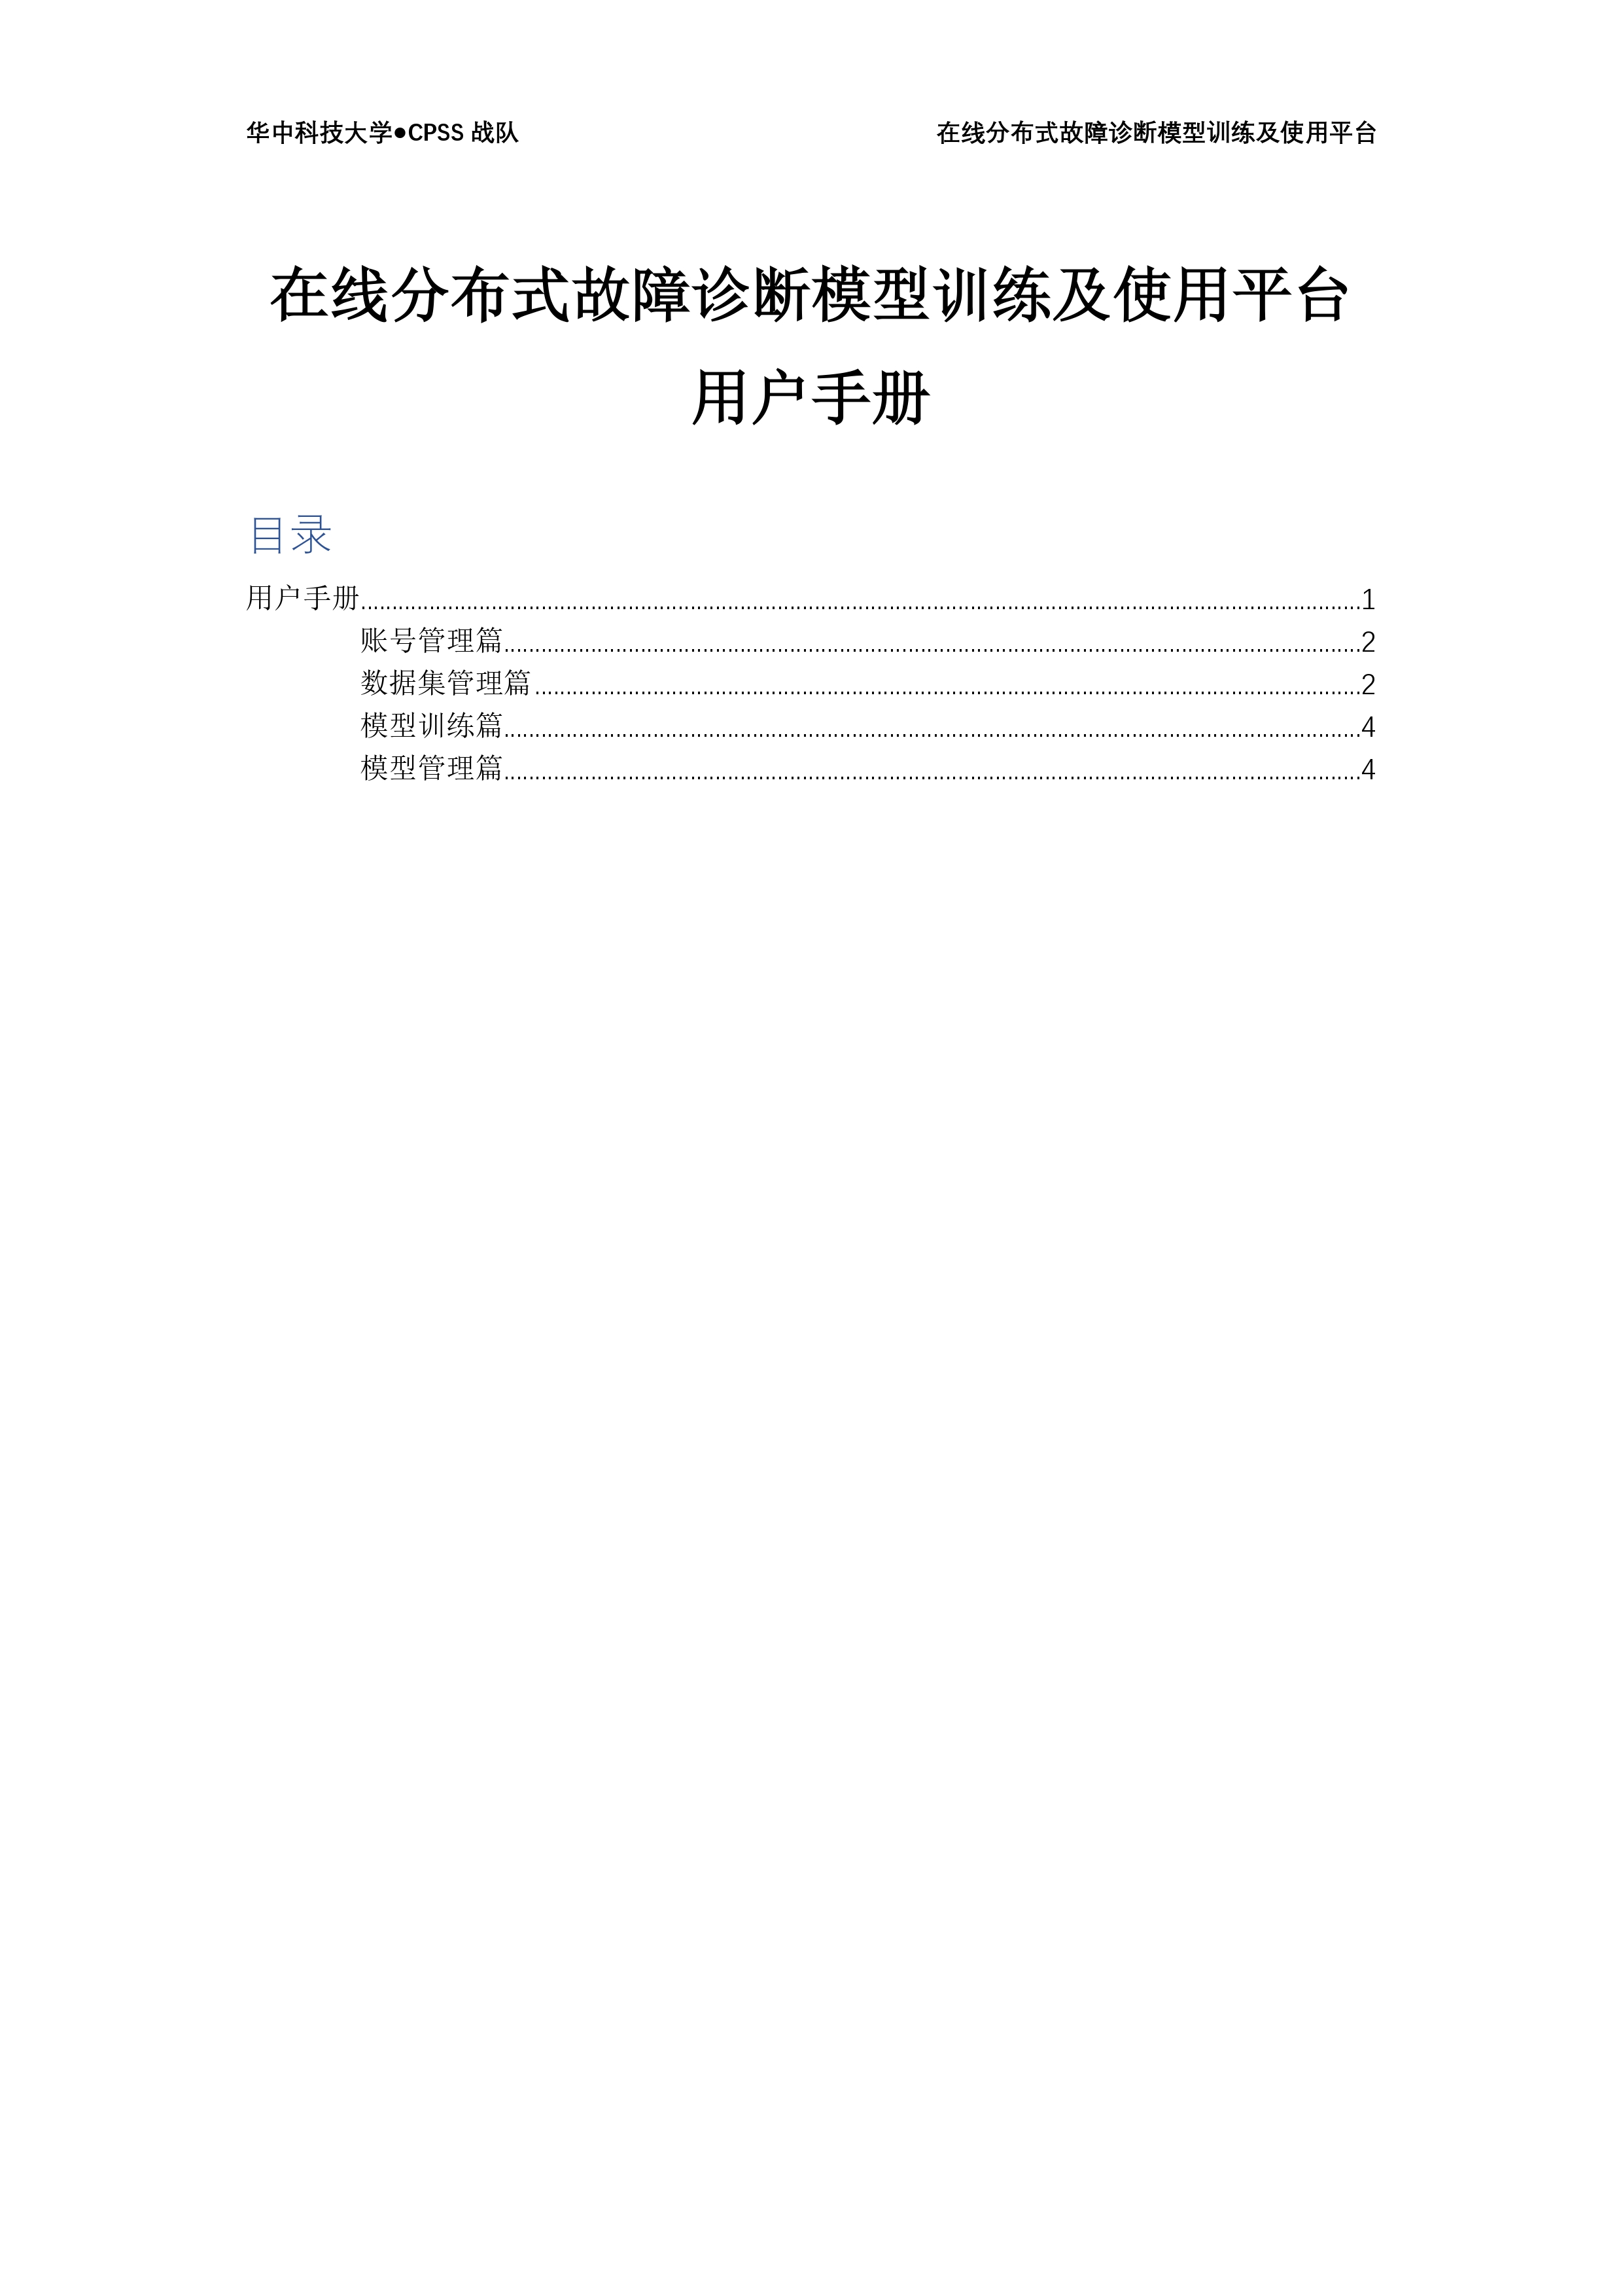 华中科技大学●CPSS 战队 在线分布式故障诊断模型训练及使用平台
在线分布式故障诊断模型训练及使用平台
用户手册
目录
用户手册........................................1
账号管理篇........................................2
数据集管理篇........................................2
模型训练篇........................................4
模型管理篇........................................4